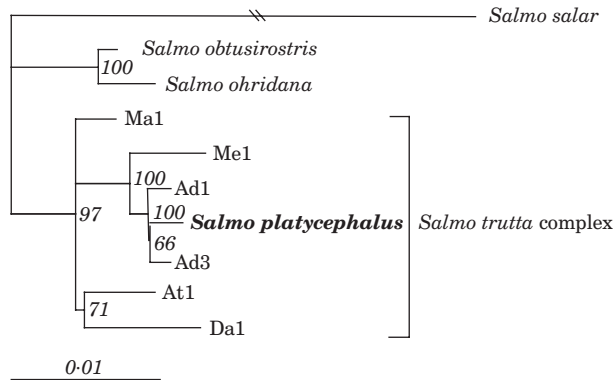 Salmo salar
Salmo obtusirostris
100
Salmo ohridana
Ma1
Me1
100
Ad1
97
100
Salmo platycephalus
Salmo trutta complex
66
Ad3
At1
71
Da1
0·01